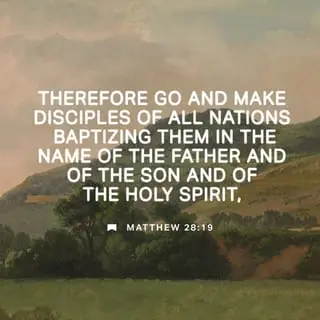 THEREFORE GO AND MAKE
DISCIPLES OF ALL NATIONS
BAPTIZING THEM IN THE
NAME OF THE FATHER AND
OF THE SON AND OF
THE HOLY SPIRIT,
MATTHEW 28:19